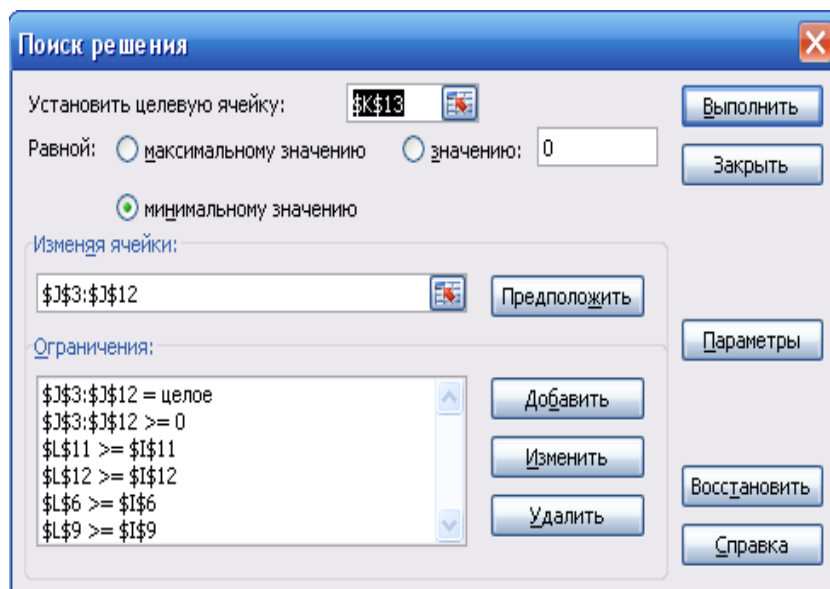 Поиск решения
Установить целевую ячейку: $K$13
Выполнить
Равной: максимальному значению значению: 0
Закрыть
минимальному значению
Изменяя ячейки:
$J$3:$J$12
Предположить
Параметры
Ограничения:
$J$3:$J$12 = целое
$J$3:$J$12 >= 0
$L$11 >= $I$11
$L$12 >= $I$12
$L$6 >= $I$6
$L$9 >= $I$9
Добавить
Изменить
Удалить
Восстановить
Справка